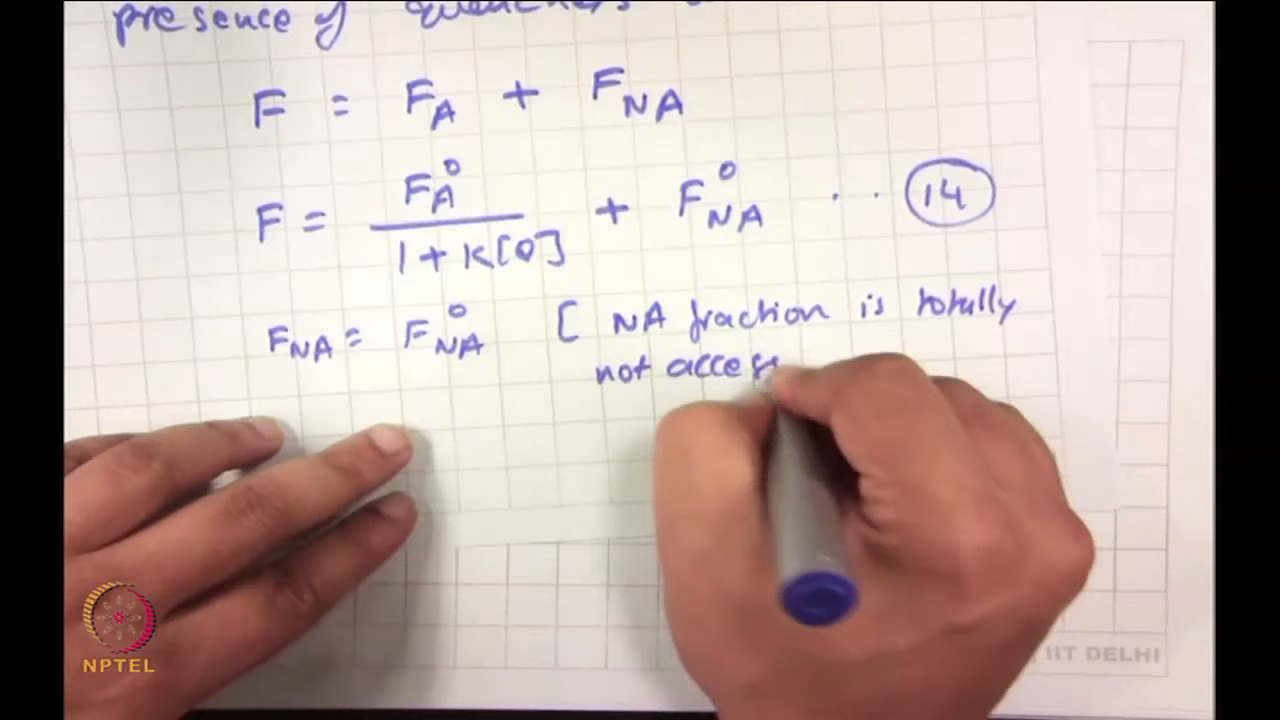 presence of
F = F_A + F_NA
F = F_A^0 / 1 + K[Q] + F_NA^0 .. 14
F_NA = F_NA^0 [ NA fraction is totally
not access
IIT DELHI
NPTEL